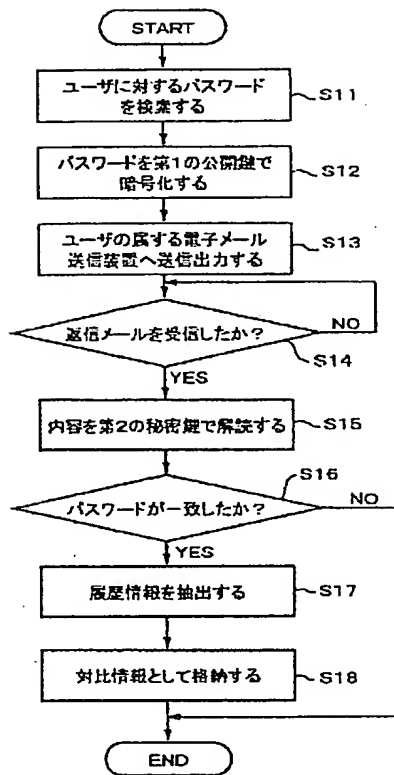 START
ユーザに対するパスワード
を検索する
S11
パスワードを第1の公開鍵で
暗号化する
S12
ユーザの属する電子メール
送信装置へ送信出力する
S13
返信メールを受信したか?
NO
S14
YES
内容を第2の秘密鍵で解読する
S15
S16
パスワードが一致したか?
NO
YES
履歴情報を抽出する
S17
対比情報として格納する
S18
END